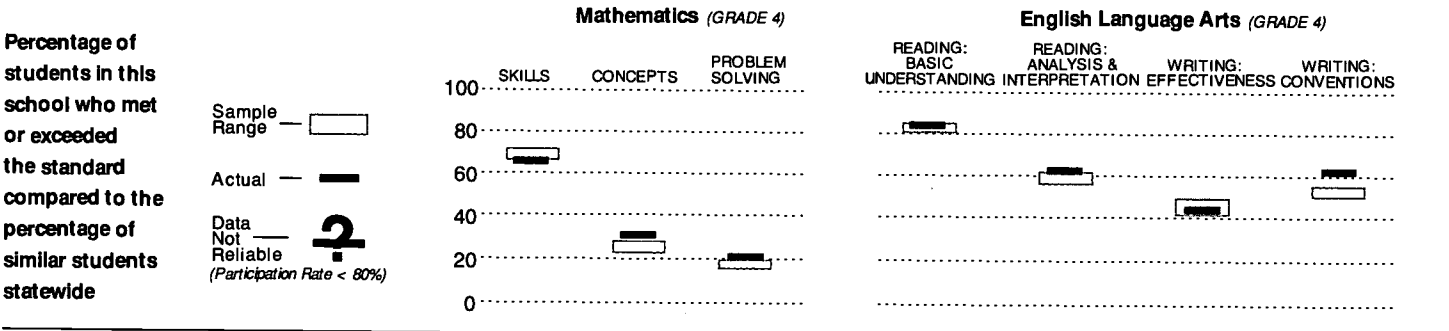 Mathematics (GRADE 4)
English Language Arts (GRADE 4)
Percentage of
students in this
school who met
or exceeded
the standard
compared to the
percentage of
similar students
statewide
Sample
Range
Actual
Data
Not
Reliable
?
(Participation Rate < 80%)
SKILLS
CONCEPTS
PROBLEM
SOLVING
100
80
60
40
20
0
READING:
BASIC
UNDERSTANDING
READING:
ANALYSIS &
INTERPRETATION
WRITING:
EFFECTIVENESS
WRITING:
CONVENTIONS